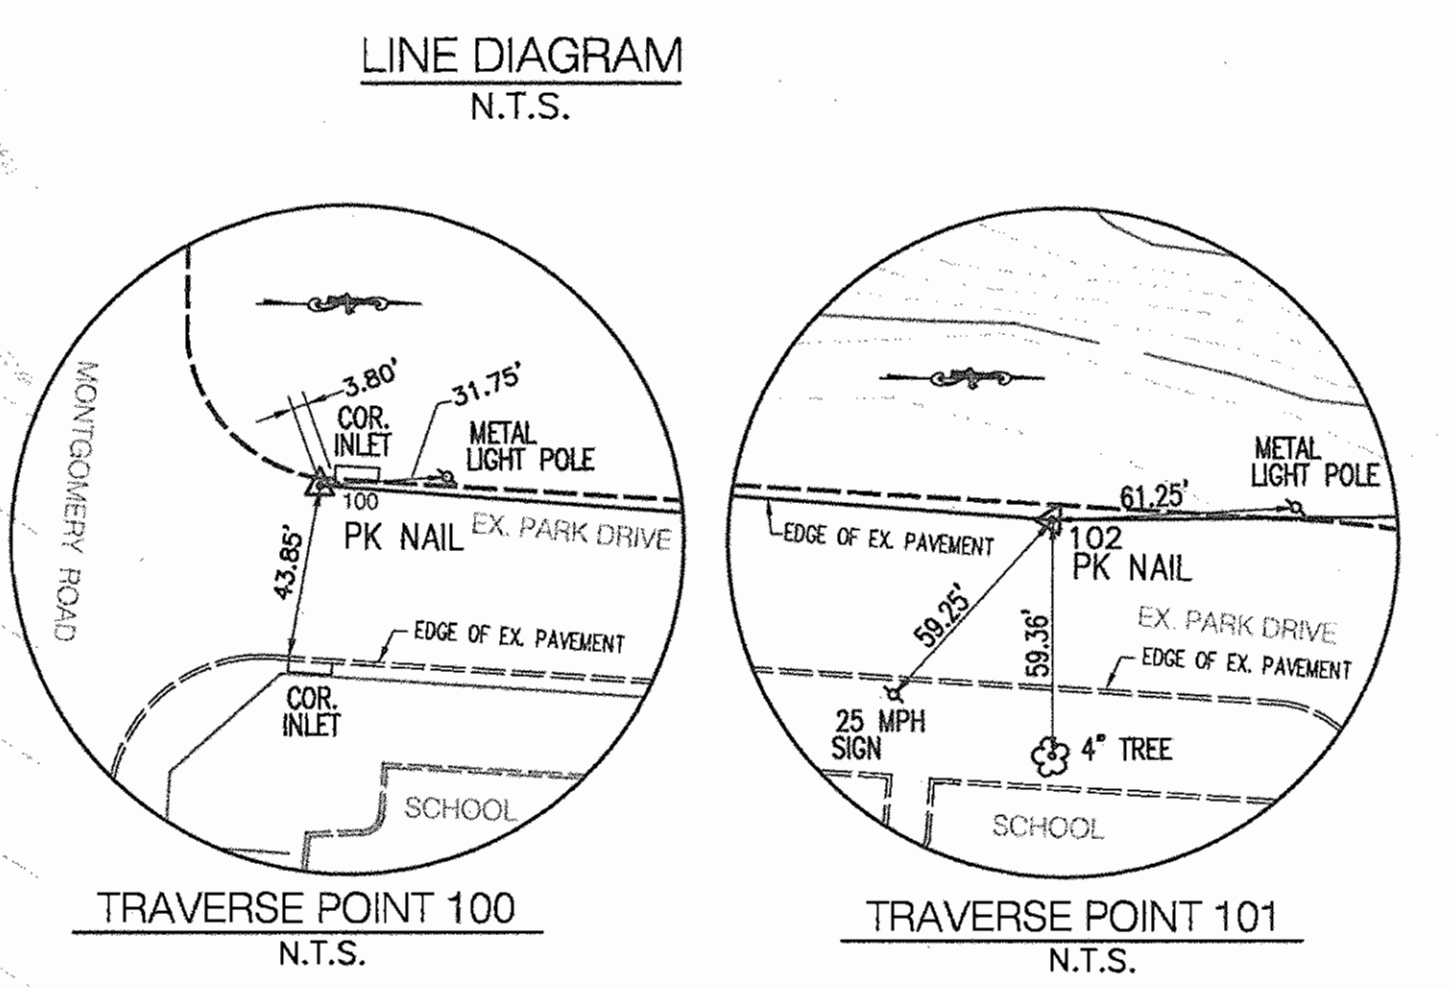 LINE DIAGRAM
N.T.S.
MONTGOMERY ROAD
3.80'
31.75'
COR.
INLET
METAL
LIGHT POLE
100
PK NAIL
EX. PARK DRIVE
43.85'
EDGE OF EX. PAVEMENT
COR.
INLET
SCHOOL
TRAVERSE POINT 100
N.T.S.
METAL
LIGHT POLE
61.25'
EDGE OF EX. PAVEMENT
102
PK NAIL
59.25'
59.36'
EX. PARK DRIVE
EDGE OF EX. PAVEMENT
25 MPH
SIGN
4" TREE
SCHOOL
TRAVERSE POINT 101
N.T.S.